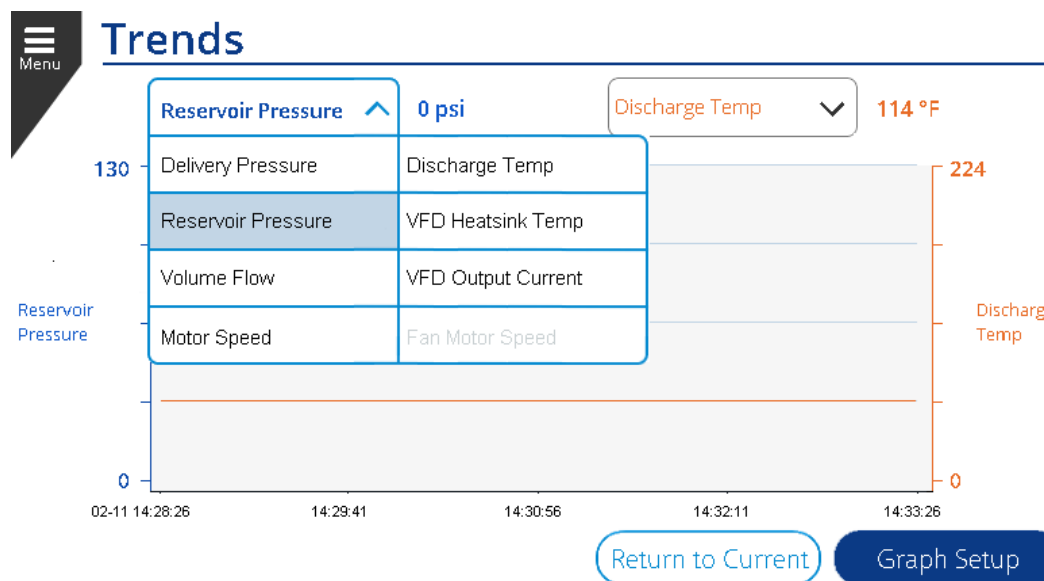 Menu
Trends
Reservoir Pressure 0 psi Discharge Temp 114 °F
Delivery Pressure Discharge Temp
Reservoir Pressure VFD Heatsink Temp
Volume Flow VFD Output Current
Motor Speed Fan Motor Speed
130
224
Reservoir
Pressure
Discharg
Temp
0
0
02-11 14:28:26 14:29:41 14:30:56 14:32:11 14:33:26
Return to Current Graph Setup